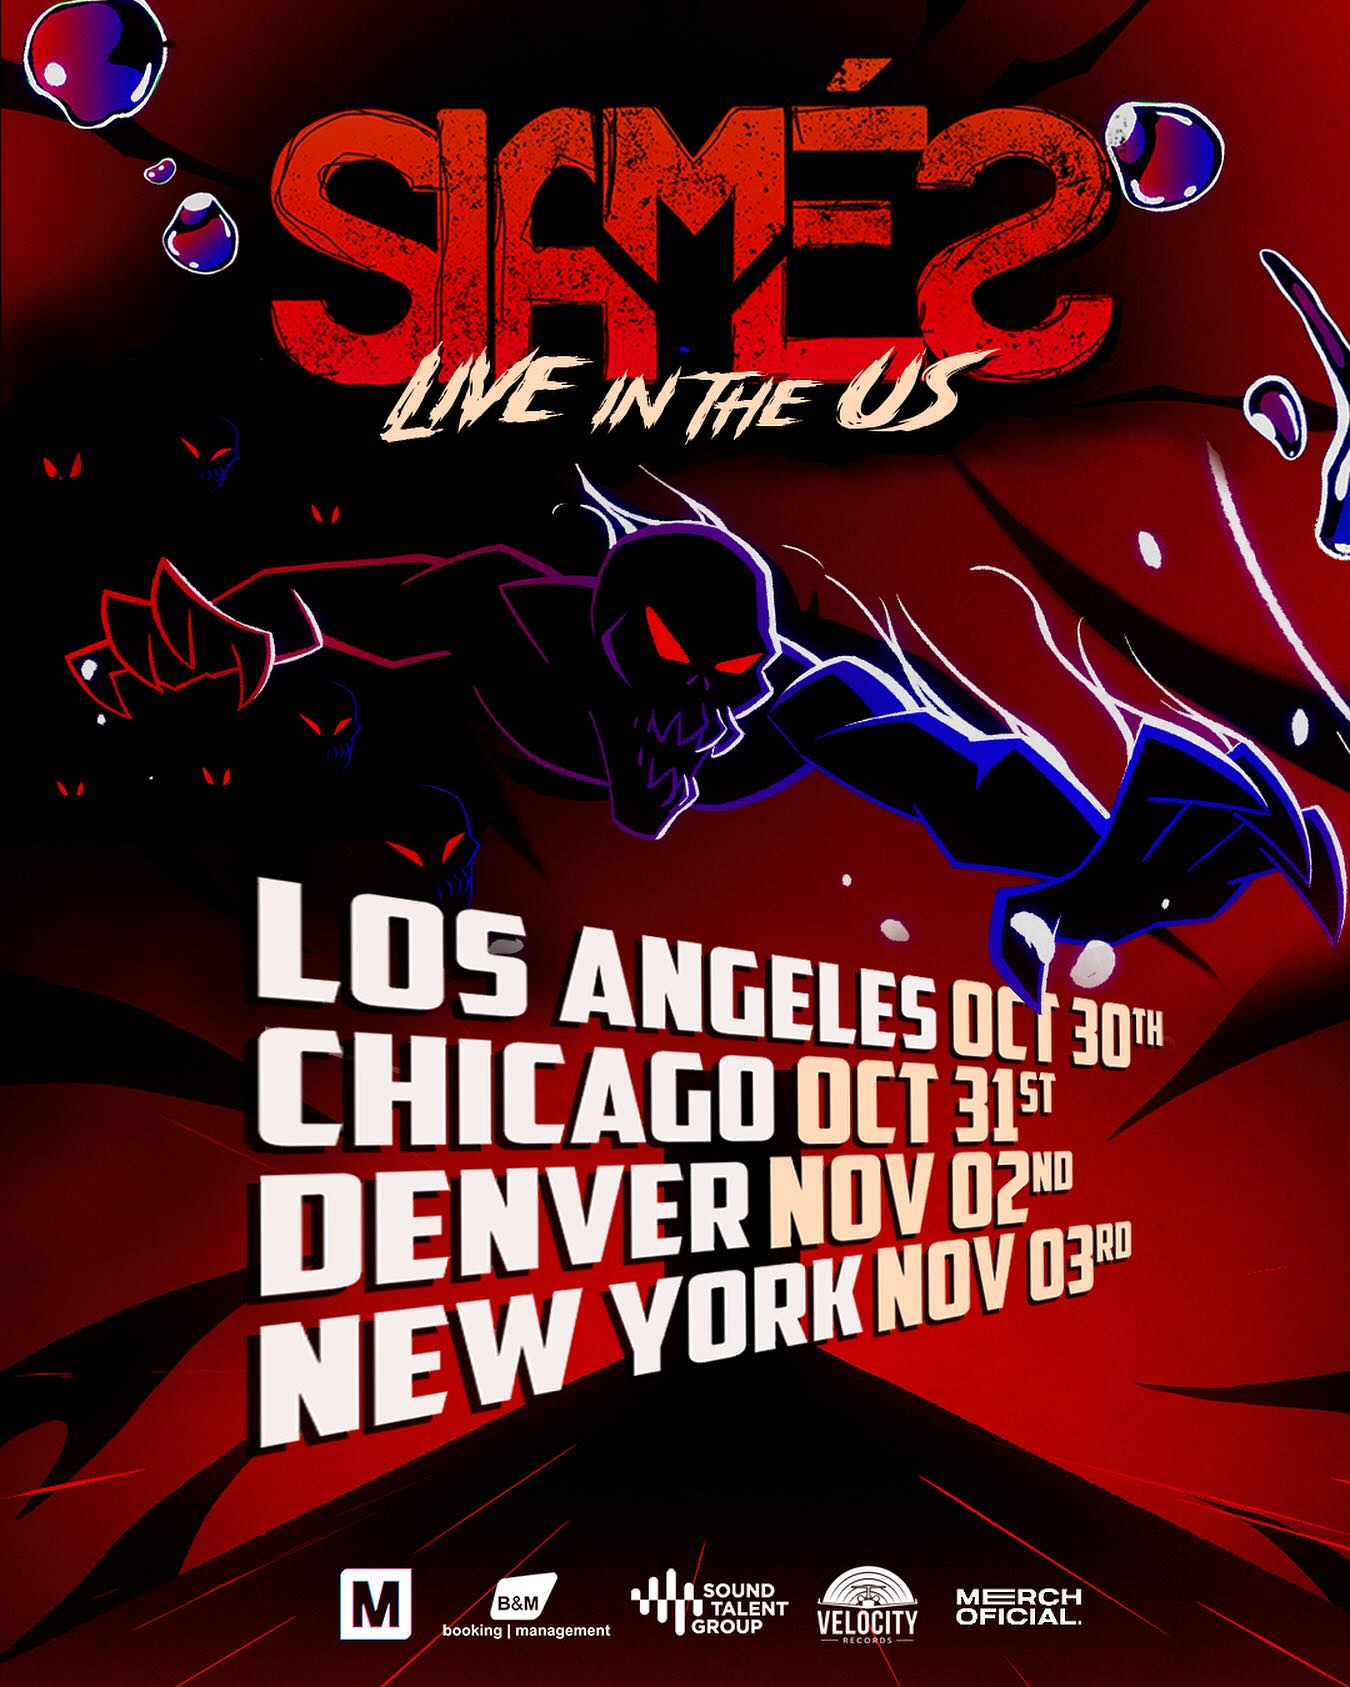 SIAMÉS
LIVE IN THE US
LOS ANGELES OCT 30TH
CHICAGO OCT 31ST
DENVER NOV 02ND
NEW YORK NOV 03RD
M
B&M
booking | management
SOUND
TALENT
GROUP
VELOCITY
RECORDS
MERCH
OFICIAL.